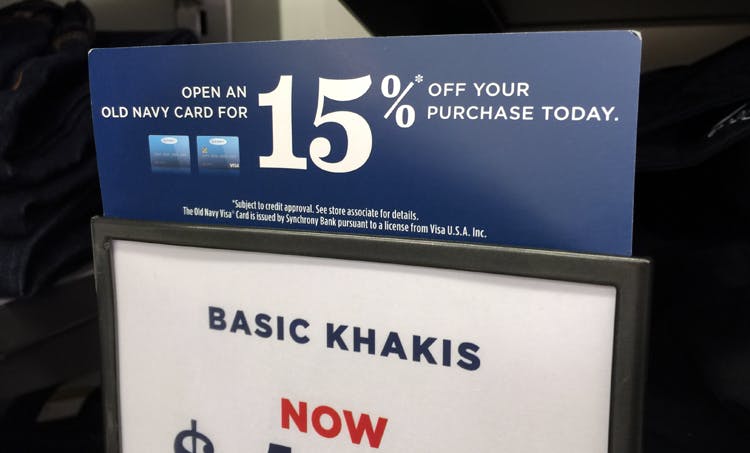 OPEN AN
OLD NAVY CARD FOR
15%*
OFF YOUR
PURCHASE TODAY.
VISA
*Subject to credit approval. See store associate for details.
The Old Navy Visa® Card is issued by Synchrony Bank pursuant to a license from Visa U.S.A. Inc.
BASIC KHAKIS
NOW
$